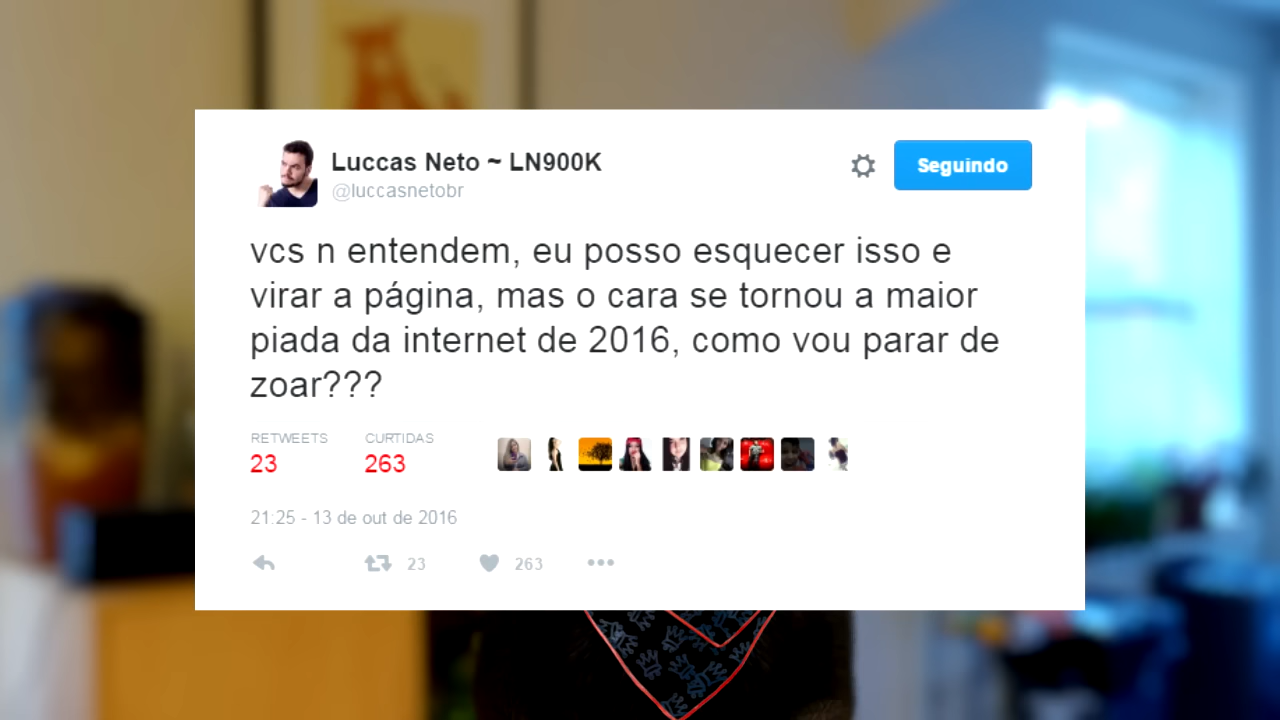 Luccas Neto ~ LN900K
@luccasnetobr
Seguindo
vcs n entendem, eu posso esquecer isso e
virar a página, mas o cara se tornou a maior
piada da internet de 2016, como vou parar de
zoar???
RETWEETS CURTIDAS
23 263
21:25 - 13 de out de 2016
23 263